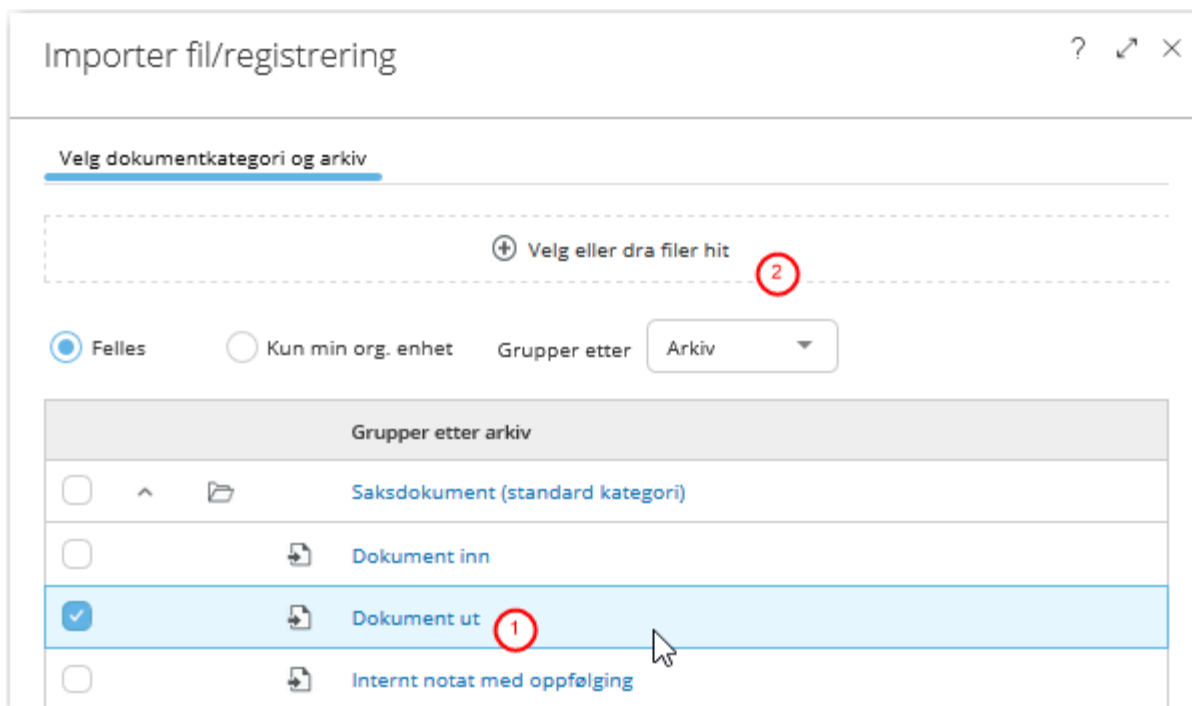 Importer fil/registrering
?
Velg dokumentkategori og arkiv
Velg eller dra filer hit
2
Felles Kun min org. enhet Grupper etter Arkiv
Grupper etter arkiv
Saksdokument (standard kategori)
Dokument inn
Dokument ut 1
Internt notat med oppfølging